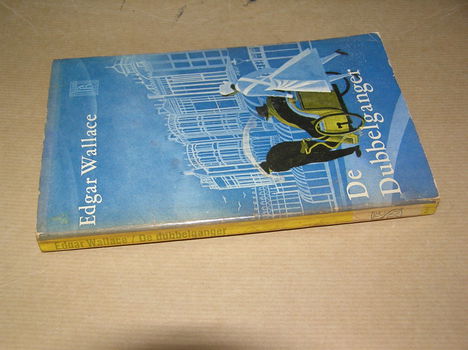 Edgar Wallace
De
Dubbelganger
Edgar Wallace / De dubbelganger